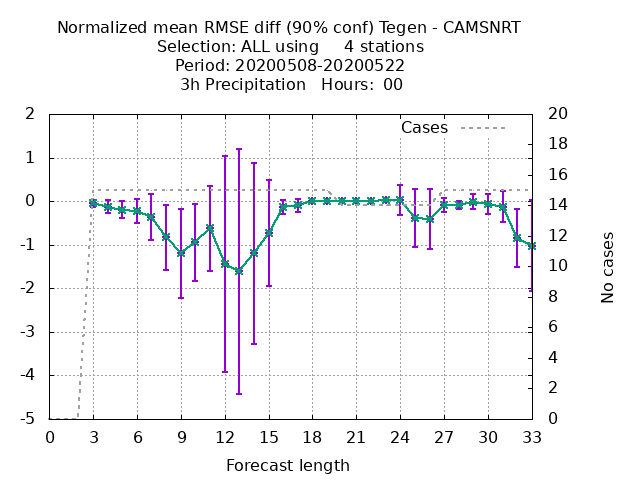 Normalized mean RMSE diff (90% conf) Tegen - CAMSNRT
Selection: ALL using     4 stations
Period: 20200508-20200522
3h Precipitation   Hours:  00
Cases
2
1
0
-1
-2
-3
-4
-5
20
18
16
14
12
10
8
6
4
2
0
No cases
0 3 6 9 12 15 18 21 24 27 30 33
Forecast length